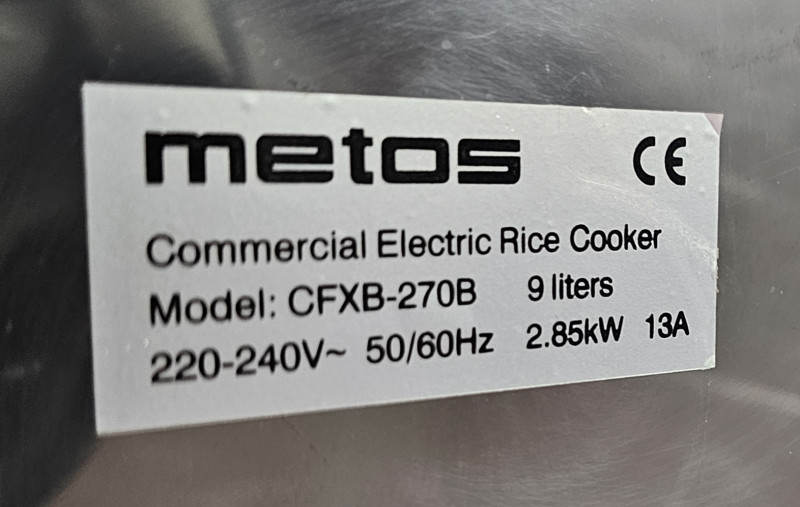 metos CE
Commercial Electric Rice Cooker
Model: CFXB-270B 9 liters
220-240V~ 50/60Hz 2.85kW 13A